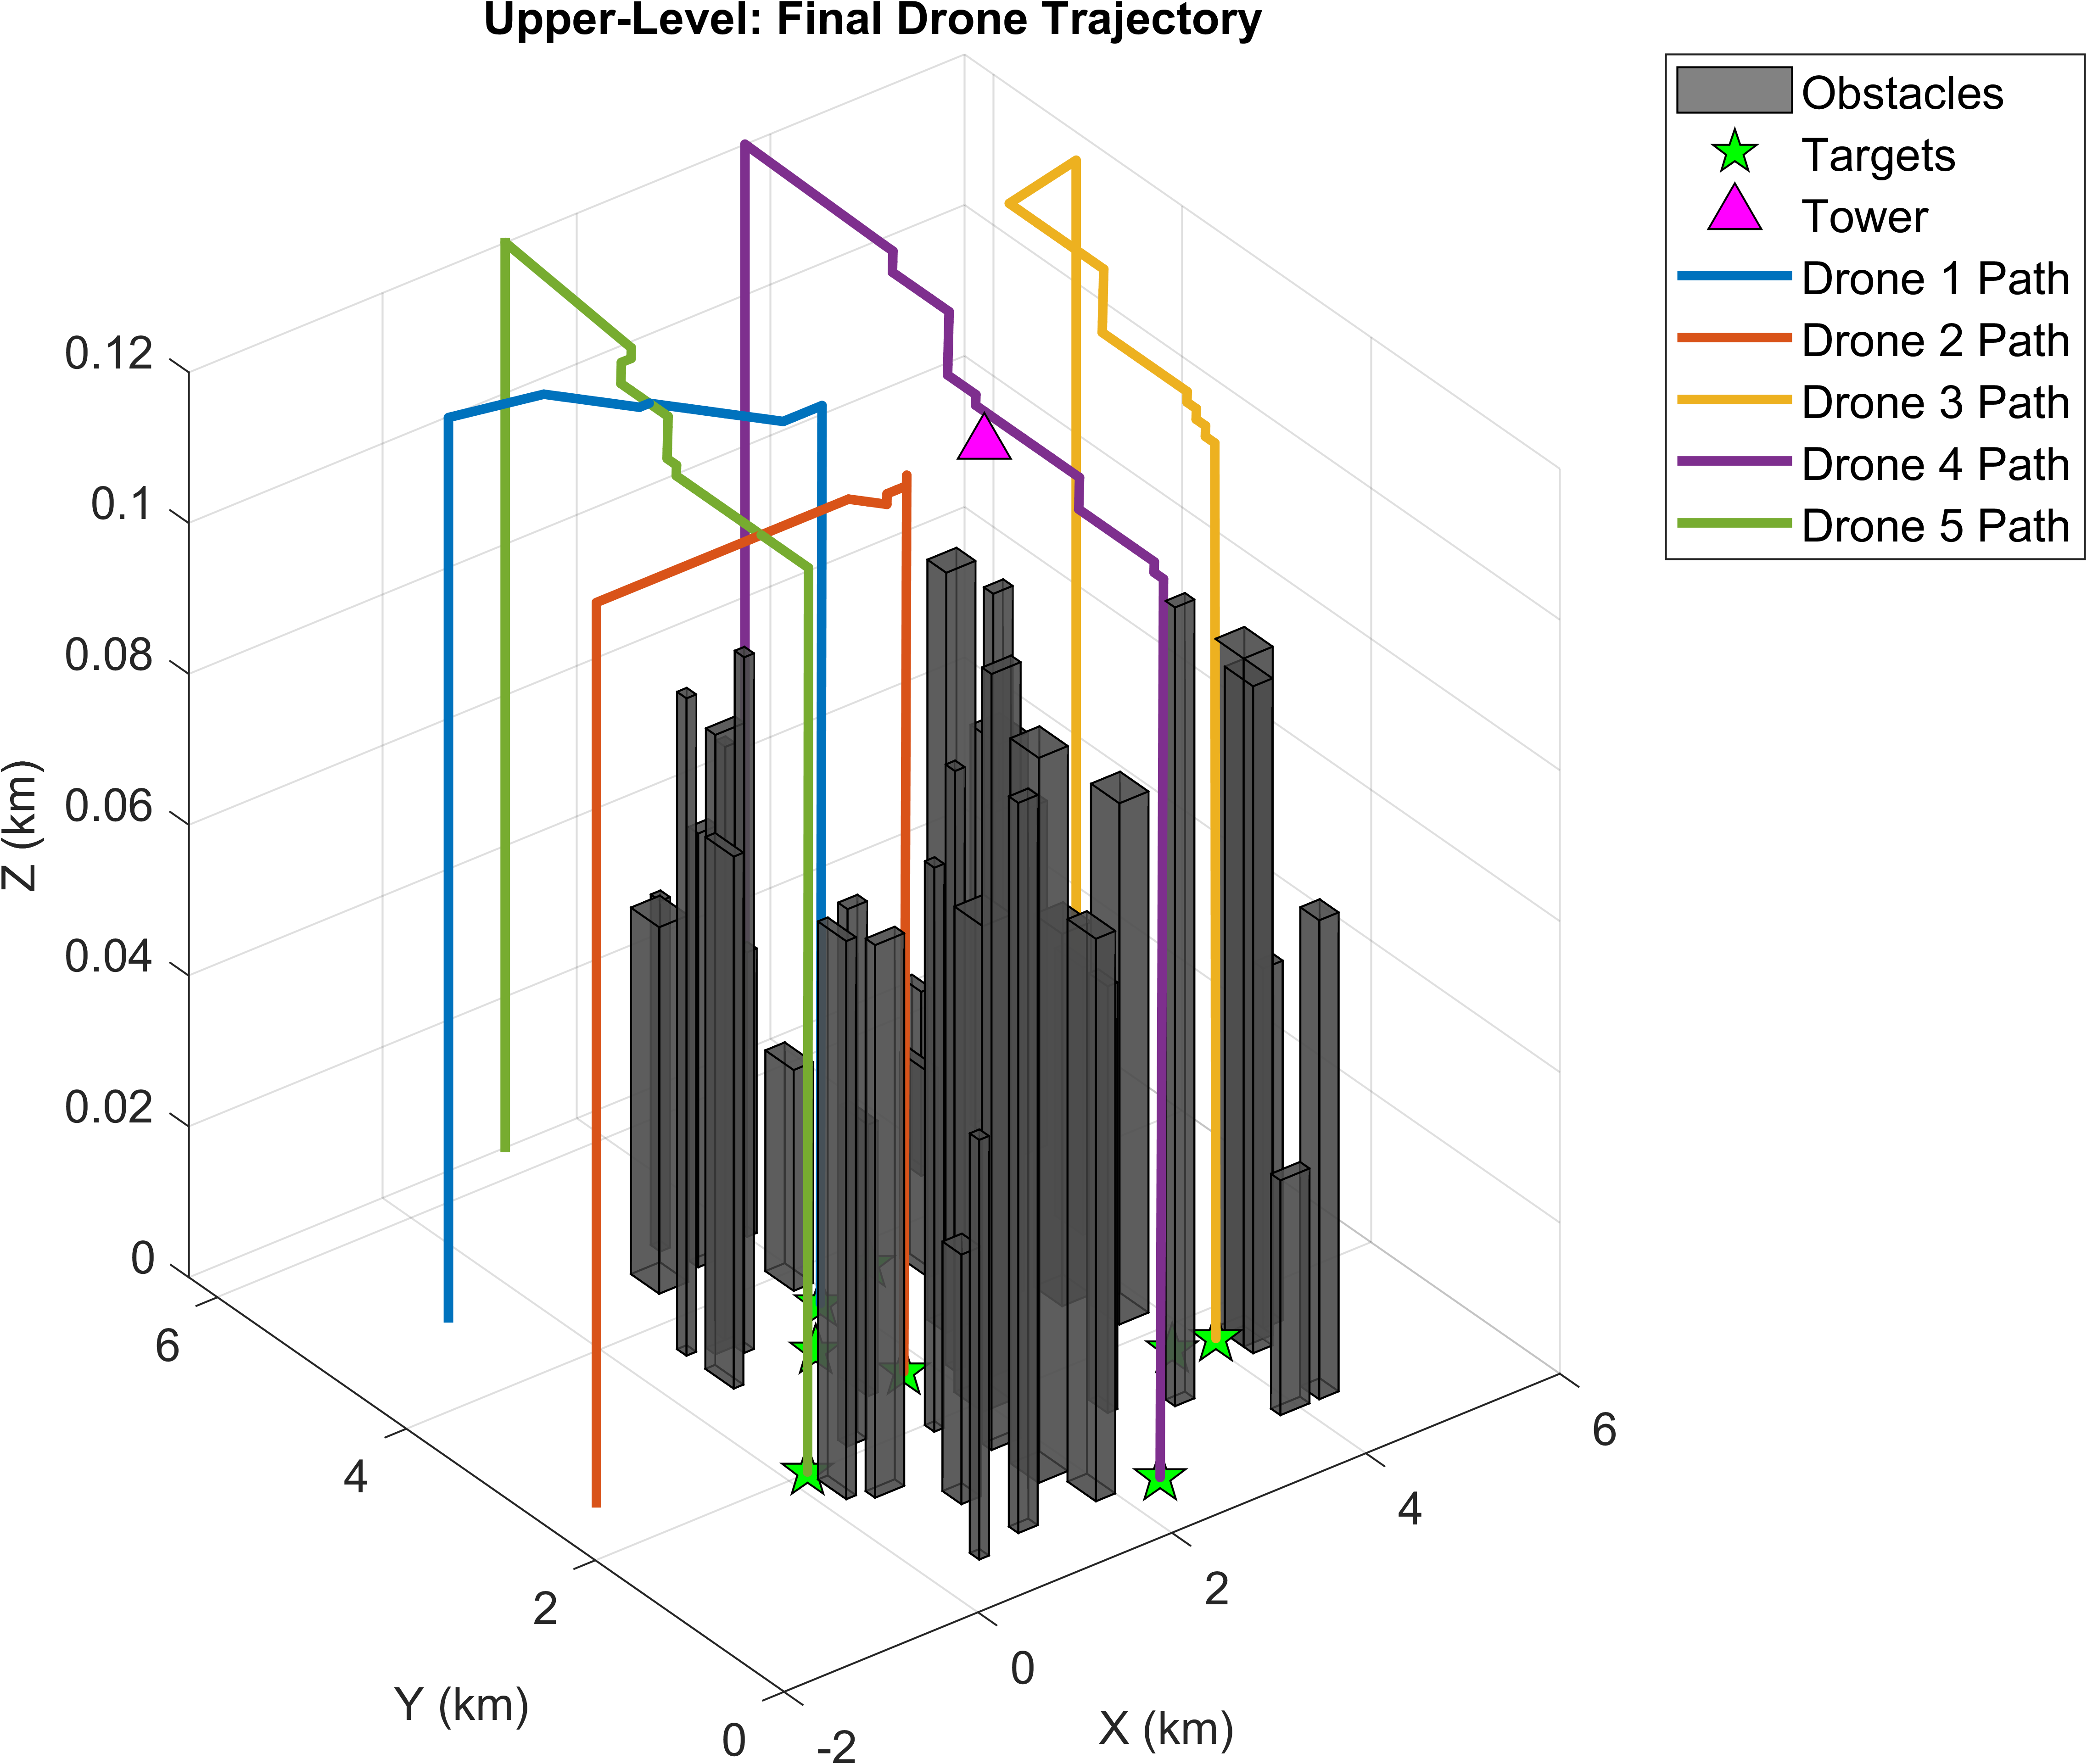 Upper-Level: Final Drone Trajectory
Obstacles
Targets
Tower
Drone 1 Path
Drone 2 Path
Drone 3 Path
Drone 4 Path
Drone 5 Path
0.12
0.1
0.08
0.06
0.04
0.02
0
Z (km)
6
4
2
0
Y (km)
-2
0
2
4
6
X (km)